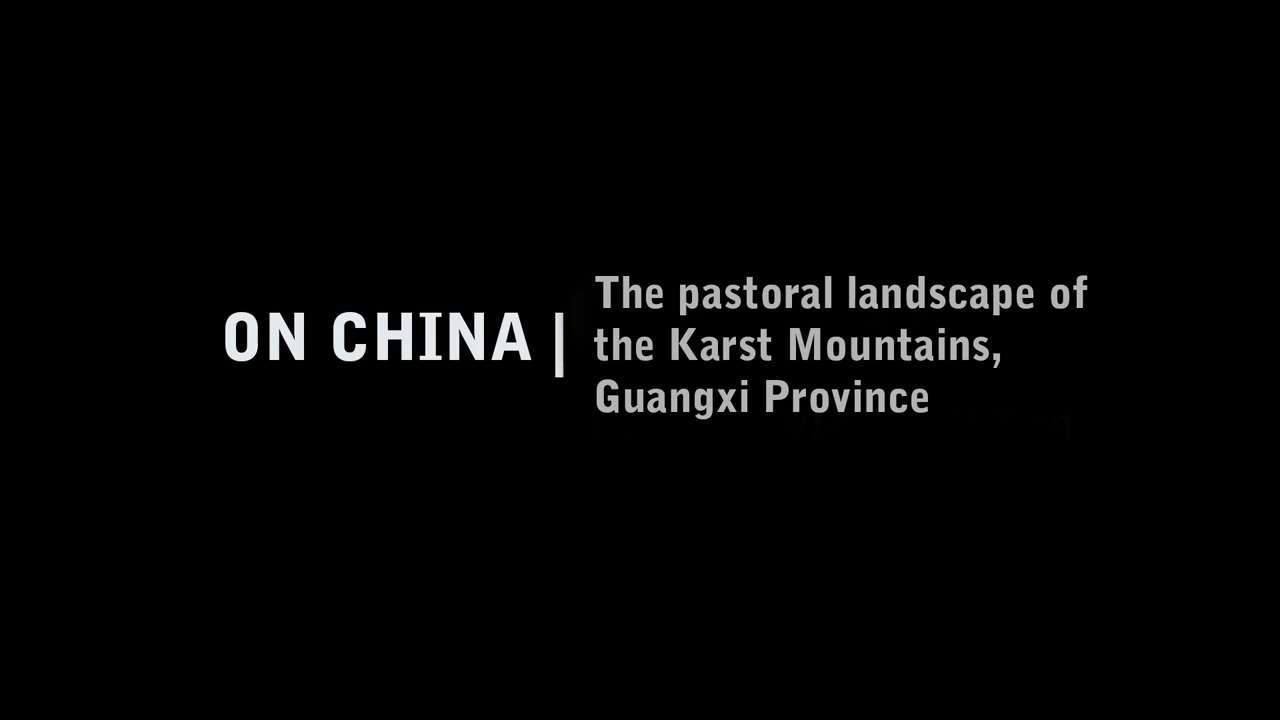 ON CHINA |
The pastoral landscape of
the Karst Mountains,
Guangxi Province